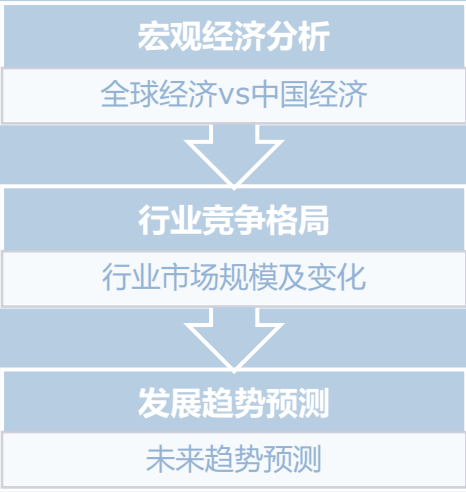 宏观经济分析
全球经济vs中国经济
行业竞争格局
行业市场规模及变化
发展趋势预测
未来趋势预测